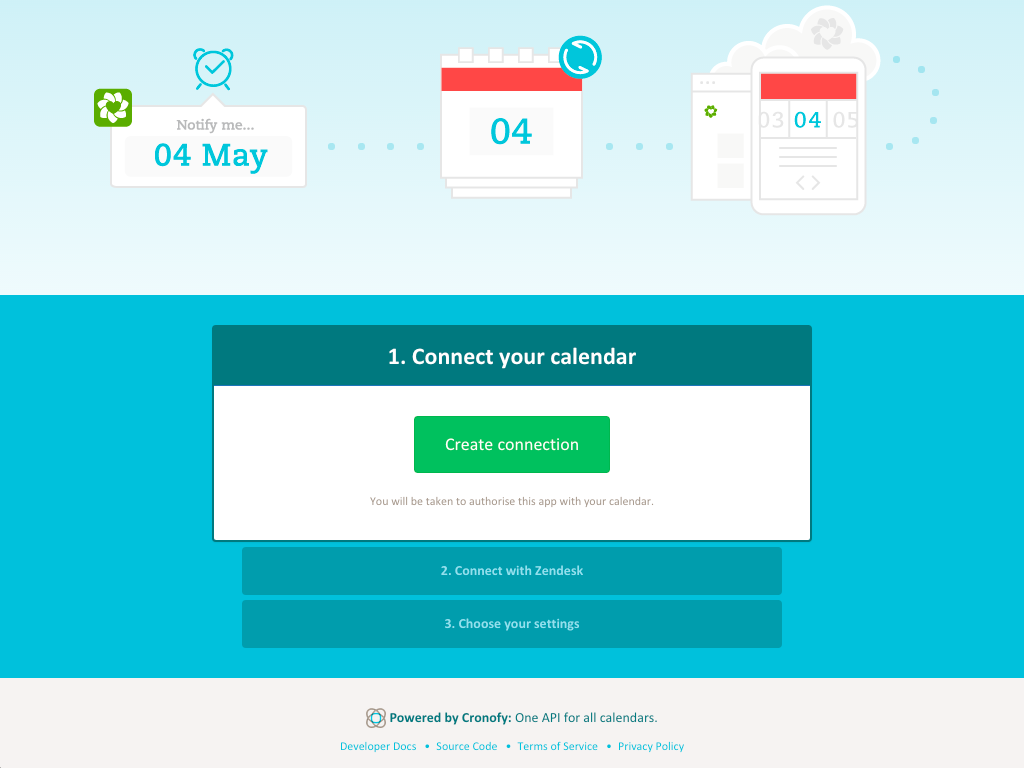 Notify me...
04 May
04
03 04 05
1. Connect your calendar
Create connection
You will be taken to authorise this app with your calendar.
2. Connect with Zendesk
3. Choose your settings
Powered by Cronofy: One API for all calendars.
Developer Docs • Source Code • Terms of Service • Privacy Policy